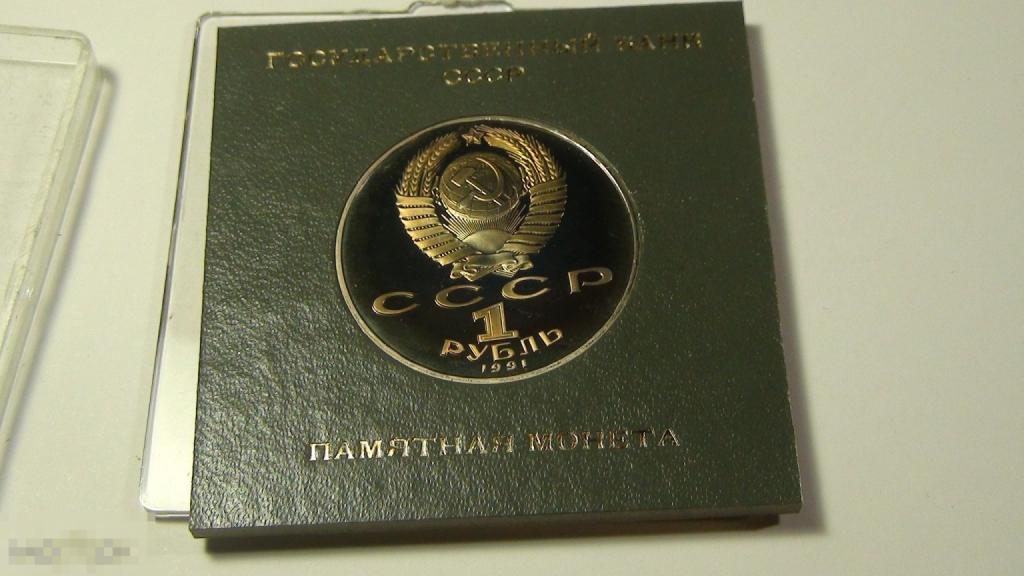 ГОСУДАРСТВЕННЫЙ БАНК
СССР
СССР
1
РУБЛЬ
1991
ПАМЯТНАЯ МОНЕТА